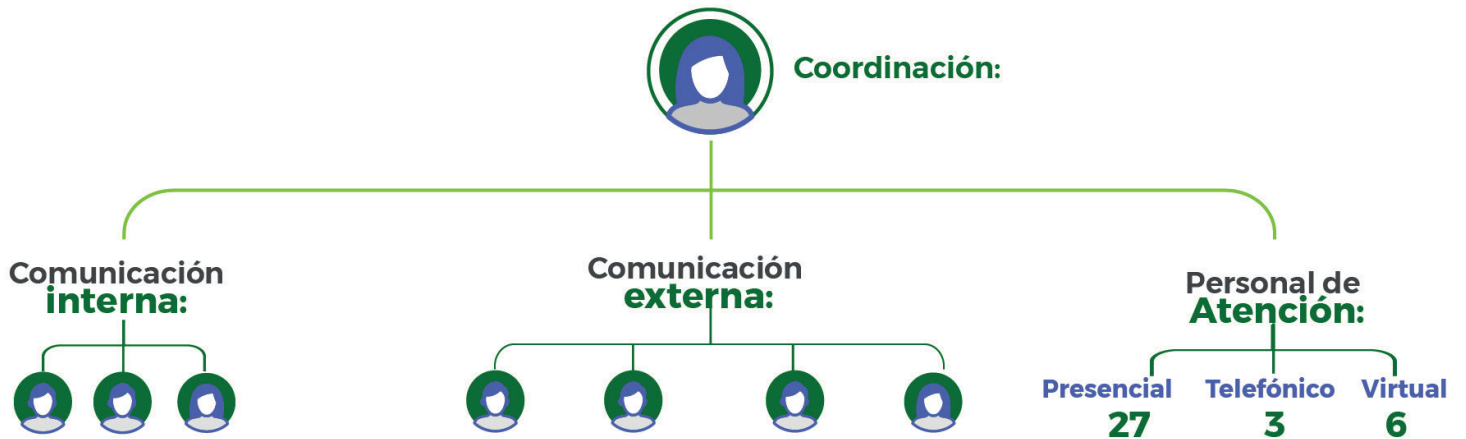 Coordinación:
Comunicación
interna:
Comunicación
externa:
Personal de
Atención:
Presencial
27
Telefónico
3
Virtual
6